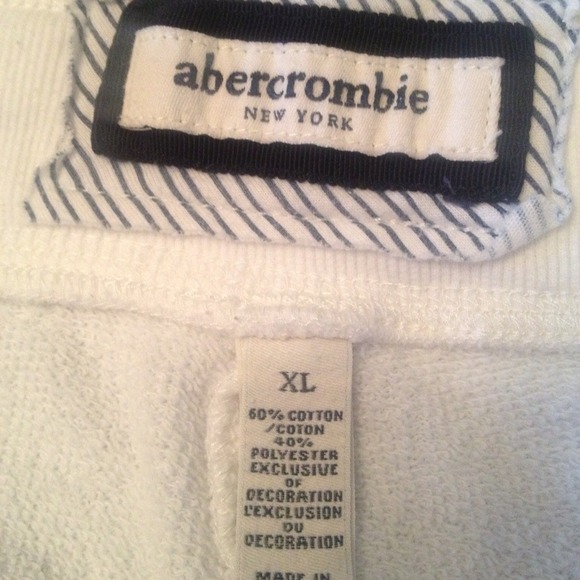 abercrombie
NEW YORK
XL
60% COTTON
/COTON
40%
POLYESTER
EXCLUSIVE
OF
DECORATION
L'EXCLUSION
DU
DECORATION
MADE IN